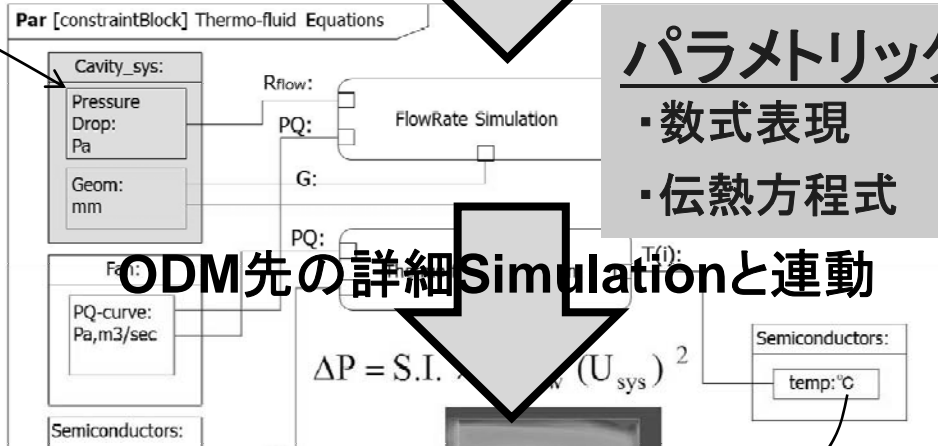 Par [constraintBlock] Thermo-fluid Equations
Cavity_sys:
Pressure
Drop:
Pa
Geom:
mm
Rflow:
PQ:
G:
FlowRate Simulation
パラメトリック
・数式表現
・伝熱方程式
PQ:
T(i):
Fan:
ODM先の詳細Simulationと連動
PQ-curve:
Pa,m3/sec
ΔP = S.I. (U sys ) 2
Semiconductors:
temp:℃
Semiconductors: